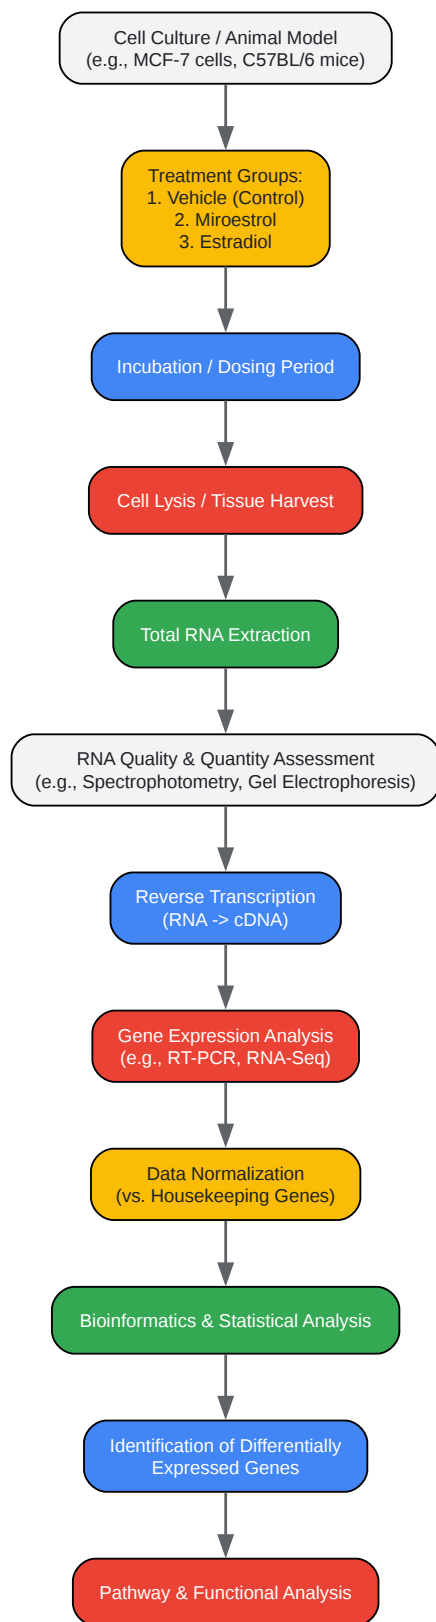 Cell Culture / Animal Model
(e.g., MCF-7 cells, C57BL/6 mice)
Treatment Groups:
1. Vehicle (Control)
2. Miroestrol
3. Estradiol
Incubation / Dosing Period
Cell Lysis / Tissue Harvest
Total RNA Extraction
RNA Quality & Quantity Assessment
(e.g., Spectrophotometry, Gel Electrophoresis)
Reverse Transcription
(RNA -> cDNA)
Gene Expression Analysis
(e.g., RT-PCR, RNA-Seq)
Data Normalization
(vs. Housekeeping Genes)
Bioinformatics & Statistical Analysis
Identification of Differentially
Expressed Genes
Pathway & Functional Analysis